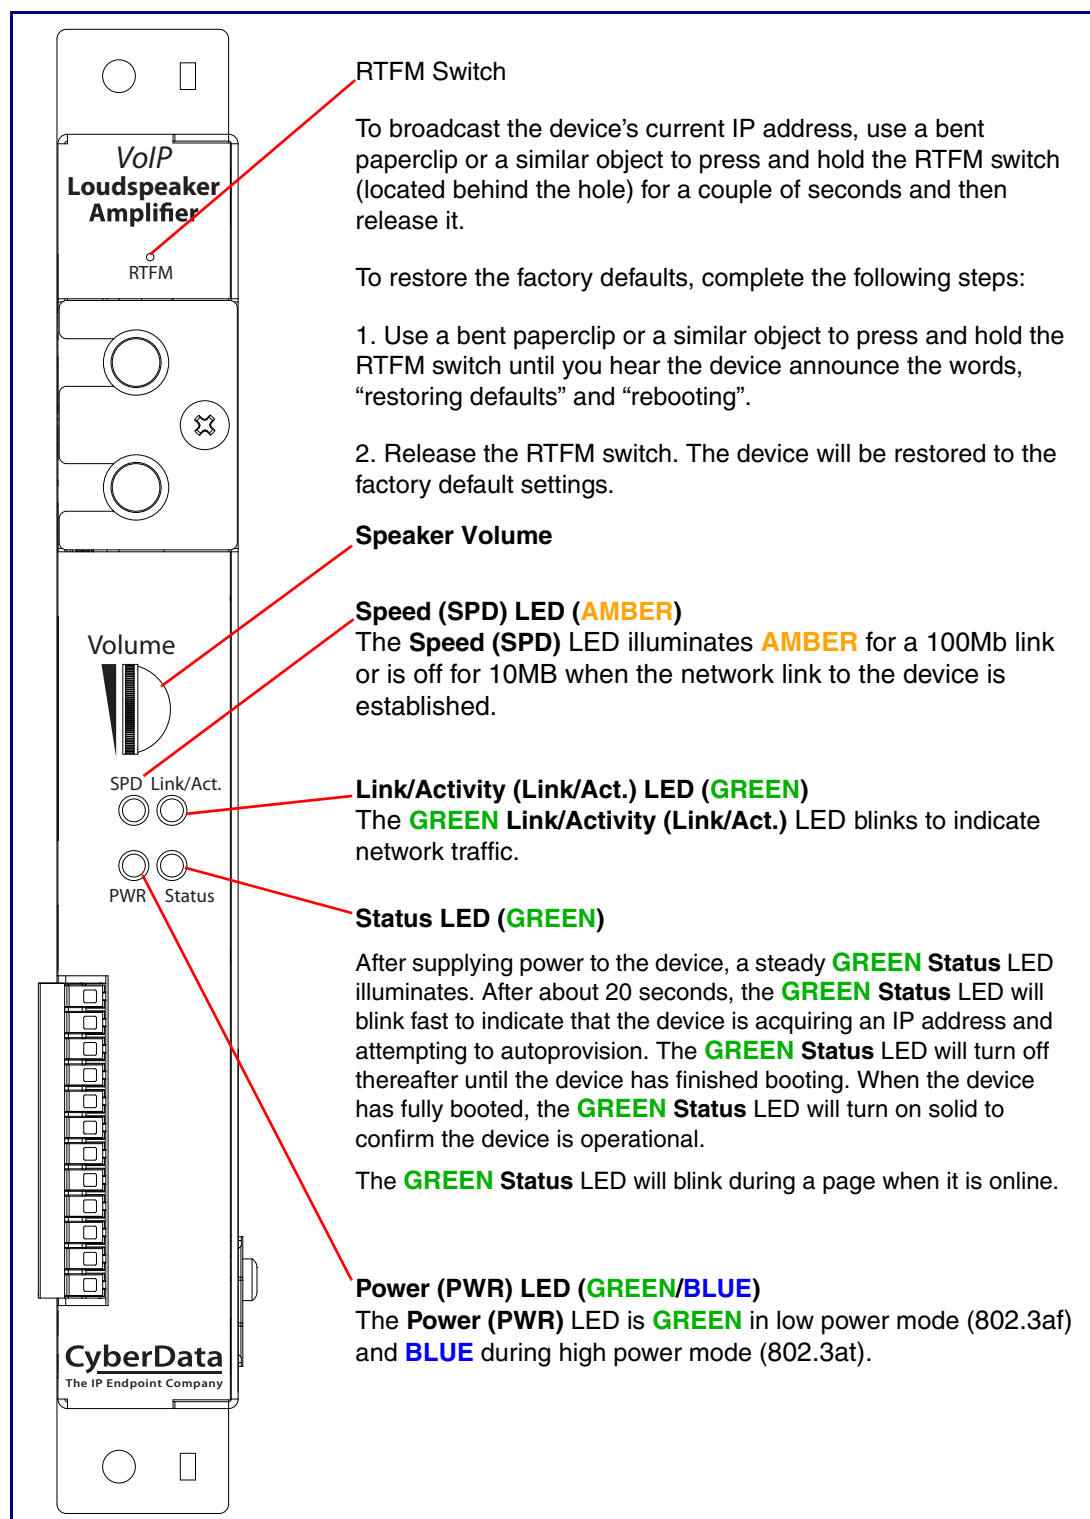 VoIP
Loudspeaker
Amplifier
RTFM
Volume
SPD Link/Act.
PWR Status
CyberData
The IP Endpoint Company
RTFM Switch
To broadcast the device’s current IP address, use a bent
paperclip or a similar object to press and hold the RTFM switch
(located behind the hole) for a couple of seconds and then
release it.
To restore the factory defaults, complete the following steps:
1. Use a bent paperclip or a similar object to press and hold the
RTFM switch until you hear the device announce the words,
“restoring defaults” and “rebooting”.
2. Release the RTFM switch. The device will be restored to the
factory default settings.
Speaker Volume
Speed (SPD) LED (AMBER)
The Speed (SPD) LED illuminates AMBER for a 100Mb link
or is off for 10MB when the network link to the device is
established.
Link/Activity (Link/Act.) LED (GREEN)
The GREEN Link/Activity (Link/Act.) LED blinks to indicate
network traffic.
Status LED (GREEN)
After supplying power to the device, a steady GREEN Status LED
illuminates. After about 20 seconds, the GREEN Status LED will
blink fast to indicate that the device is acquiring an IP address and
attempting to autoprovision. The GREEN Status LED will turn off
thereafter until the device has finished booting. When the device
has fully booted, the GREEN Status LED will turn on solid to
confirm the device is operational.
The GREEN Status LED will blink during a page when it is online.
Power (PWR) LED (GREEN/BLUE)
The Power (PWR) LED is GREEN in low power mode (802.3af)
and BLUE during high power mode (802.3at).